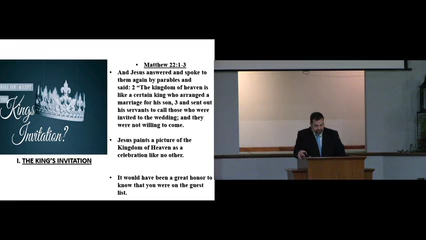 King's
Invitation?
I. THE KING'S INVITATION
• Matthew 22:1-3
• And Jesus answered and spoke to
them again by parables and
said: 2 “The kingdom of heaven is
like a certain king who arranged a
marriage for his son, 3 and sent out
his servants to call those who were
invited to the wedding; and they
were not willing to come.
• Jesus paints a picture of the
Kingdom of Heaven as a
celebration like no other.
• It would have been a great honor to
know that you were on the guest
list.